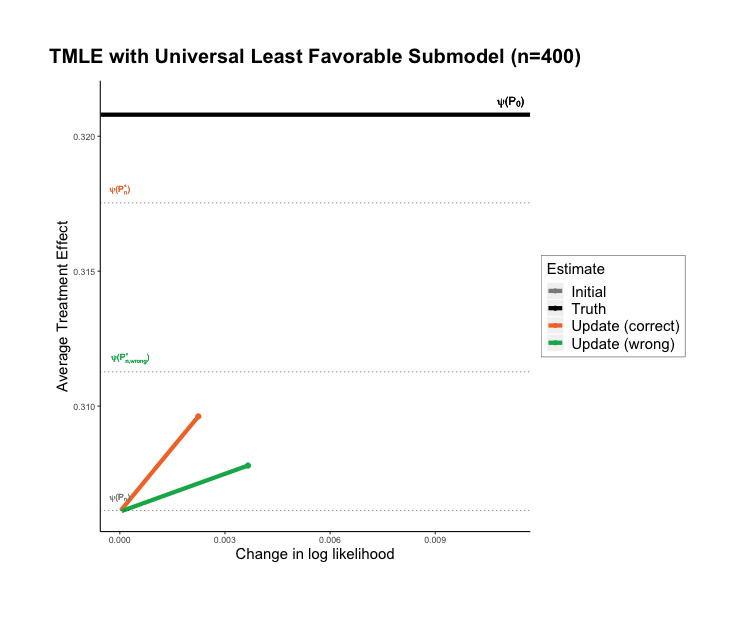 TMLE with Universal Least Favorable Submodel (n=400)
ψ(P₀)
0.320
ψ(Pₙ*)
0.315
Average Treatment Effect
ψ(P*ₙ,wrong)
0.310
ψ(Pₙ)
0.000 0.003 0.006 0.009
Change in log likelihood
Estimate
Initial
Truth
Update (correct)
Update (wrong)